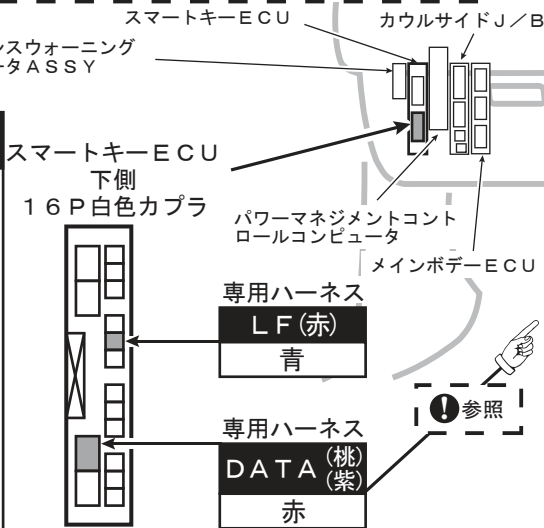 スマートキーＥＣＵ
カウルサイドＪ／Ｂ
スウォーニング
ータＡＳＳＹ
スマートキーＥＣＵ
下側
１６Ｐ白色カプラ
パワーマネジメントコント
ロールコンピュータ
メインボデーＥＣＵ
専用ハーネス
ＬＦ(赤)
青
！参照
専用ハーネス
ＤＡＴＡ(桃)
(紫)
赤